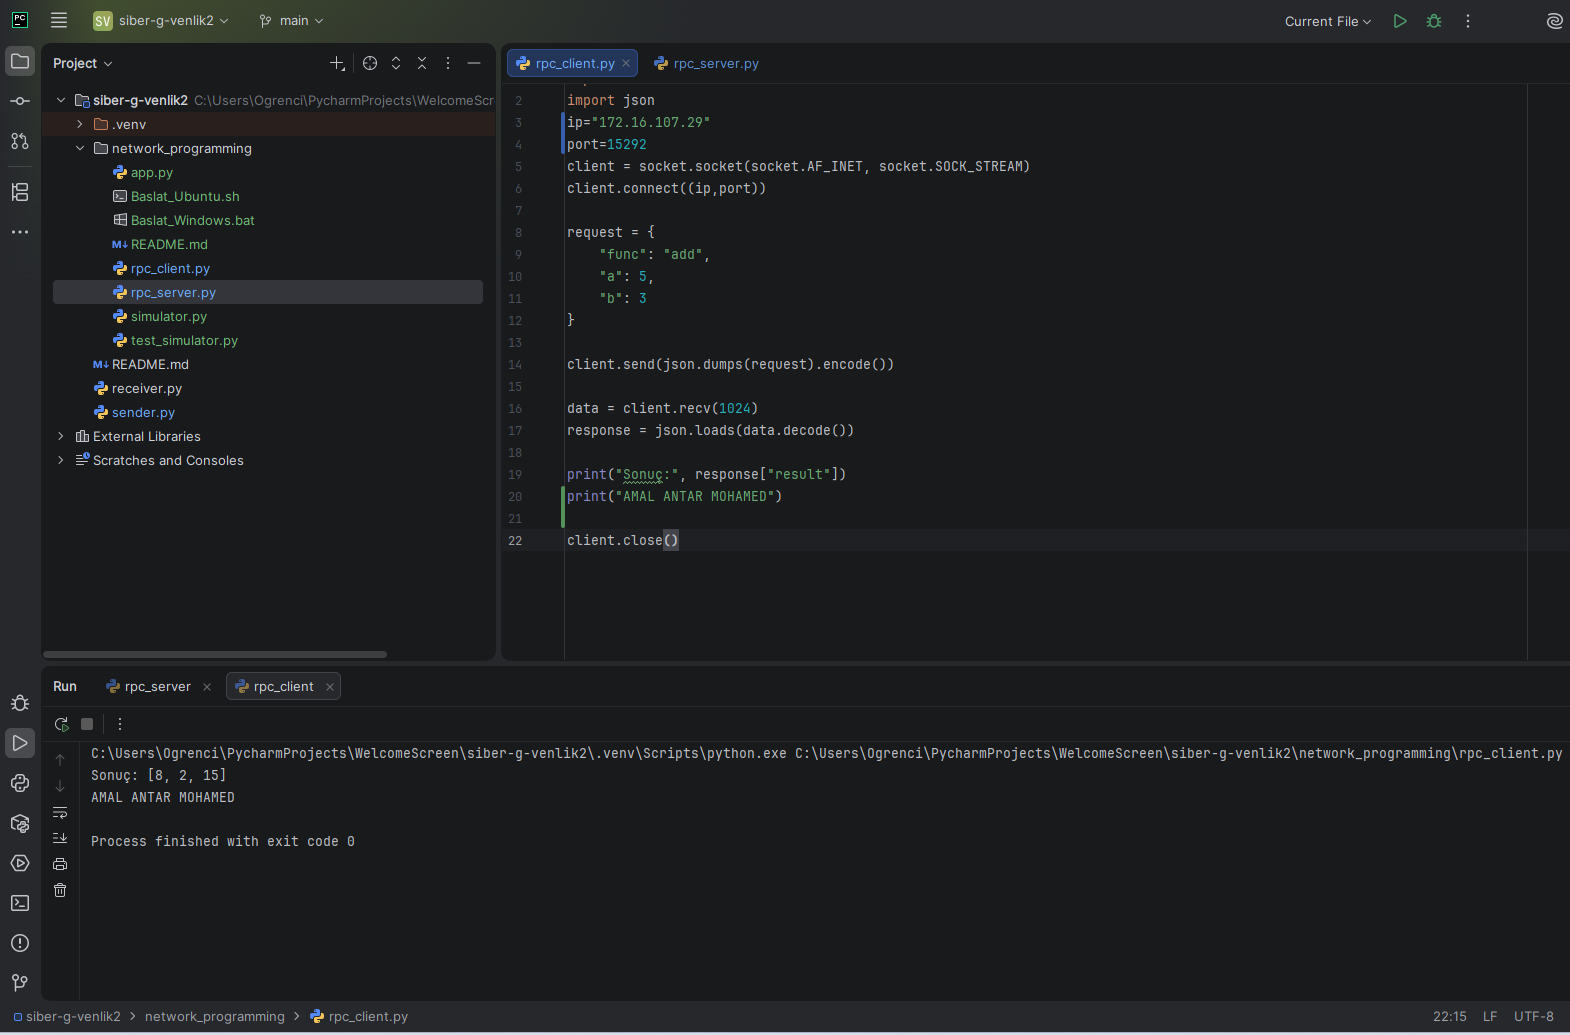 PC
SV siber-g-venlik2 main
Current File
Project
siber-g-venlik2 C:\Users\Ogrenci\PycharmProjects\WelcomeScr
.venv
network_programming
app.py
Baslat_Ubuntu.sh
Baslat_Windows.bat
M↓ README.md
rpc_client.py
rpc_server.py
simulator.py
test_simulator.py
M↓ README.md
receiver.py
sender.py
External Libraries
Scratches and Consoles
rpc_client.py rpc_server.py
2 import json
3 ip="172.16.107.29"
4 port=15292
5 client = socket.socket(socket.AF_INET, socket.SOCK_STREAM)
6 client.connect((ip,port))
7
8 request = {
9 "func": "add",
10 "a": 5,
11 "b": 3
12 }
13
14 client.send(json.dumps(request).encode())
15
16 data = client.recv(1024)
17 response = json.loads(data.decode())
18
19 print("Sonuç:", response["result"])
20 print("AMAL ANTAR MOHAMED")
21
22 client.close()
Run rpc_server rpc_client
C:\Users\Ogrenci\PycharmProjects\WelcomeScreen\siber-g-venlik2\.venv\Scripts\python.exe C:\Users\Ogrenci\PycharmProjects\WelcomeScreen\siber-g-venlik2\network_programming\rpc_client.py
Sonuç: [8, 2, 15]
AMAL ANTAR MOHAMED
Process finished with exit code 0
siber-g-venlik2 > network_programming > rpc_client.py
22:15 LF UTF-8